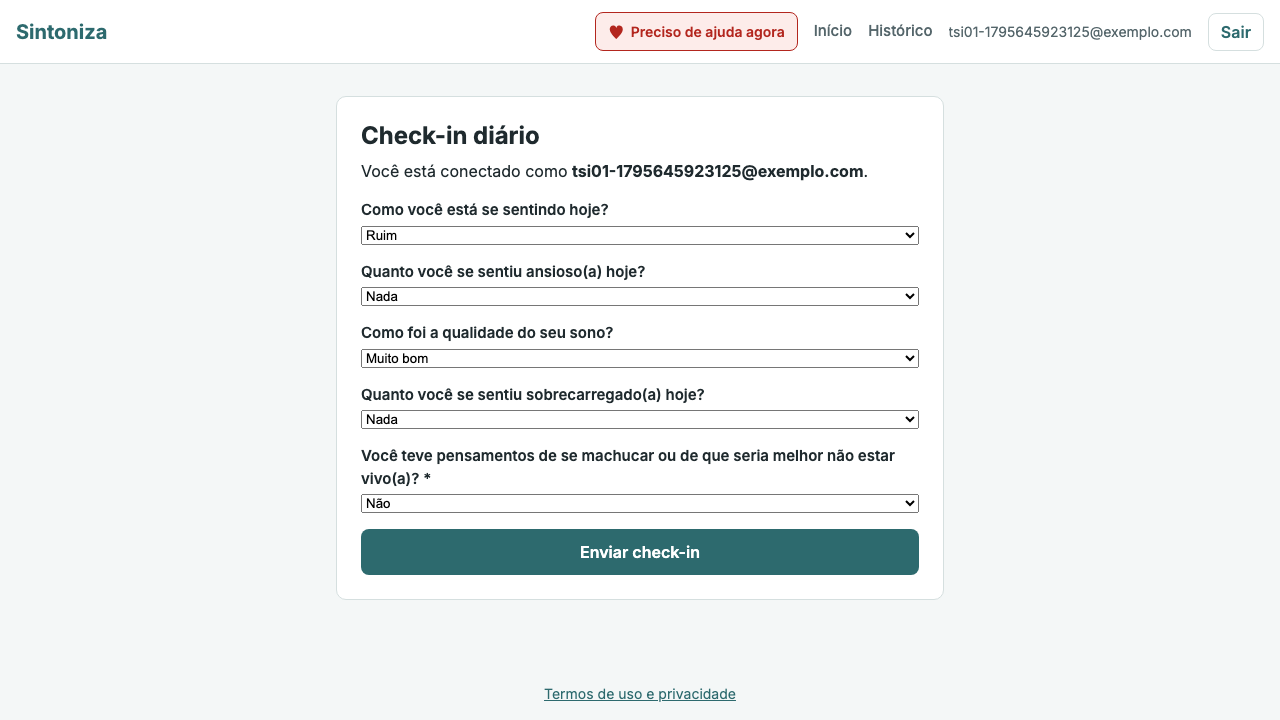 Sintoniza
Preciso de ajuda agora
Início
Histórico
tsi01-1795645923125@exemplo.com
Sair
Check-in diário
Você está conectado como tsi01-1795645923125@exemplo.com.
Como você está se sentindo hoje?
Ruim
Quanto você se sentiu ansioso(a) hoje?
Nada
Como foi a qualidade do seu sono?
Muito bom
Quanto você se sentiu sobrecarregado(a) hoje?
Nada
Você teve pensamentos de se machucar ou de que seria melhor não estar
vivo(a)? *
Não
Enviar check-in
Termos de uso e privacidade